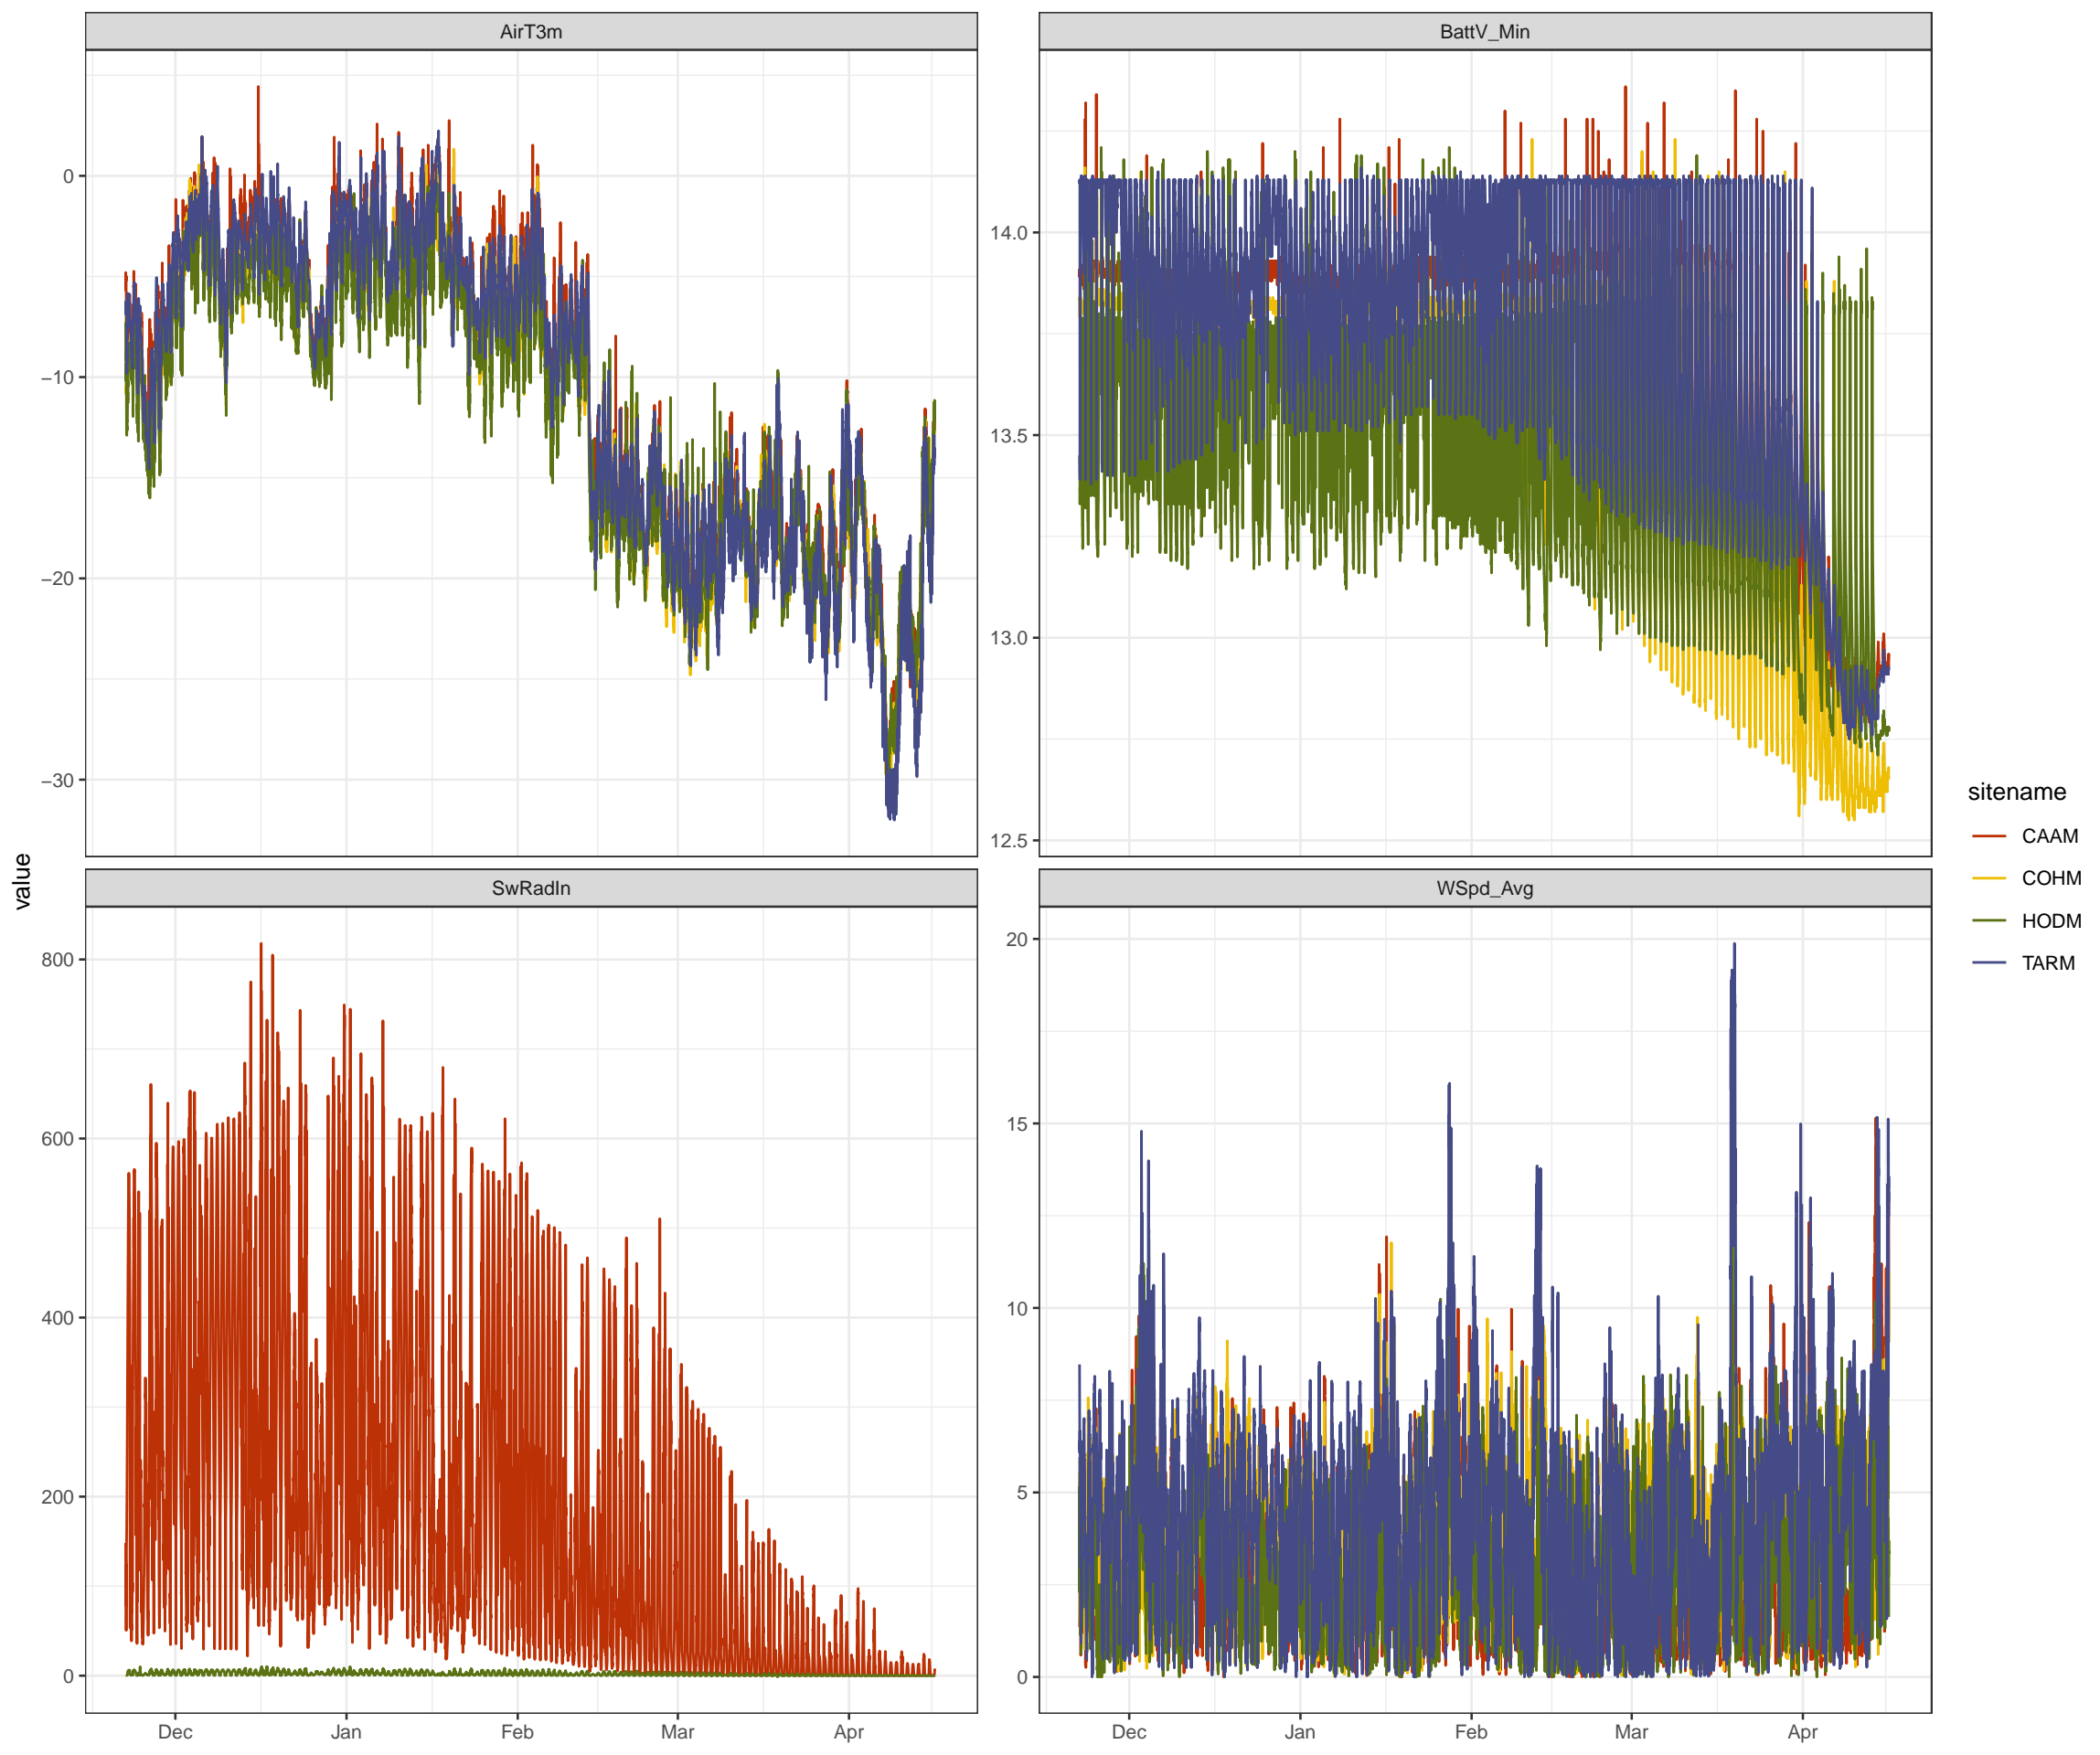 AirT3m
BattV_Min
0
−10
−20
−30
14.0
13.5
13.0
12.5
value
SwRadIn
WSpd_Avg
800
600
400
200
0
20
15
10
5
0
Dec Jan Feb Mar Apr
Dec Jan Feb Mar Apr
sitename
CAAM
COHM
HODM
TARM